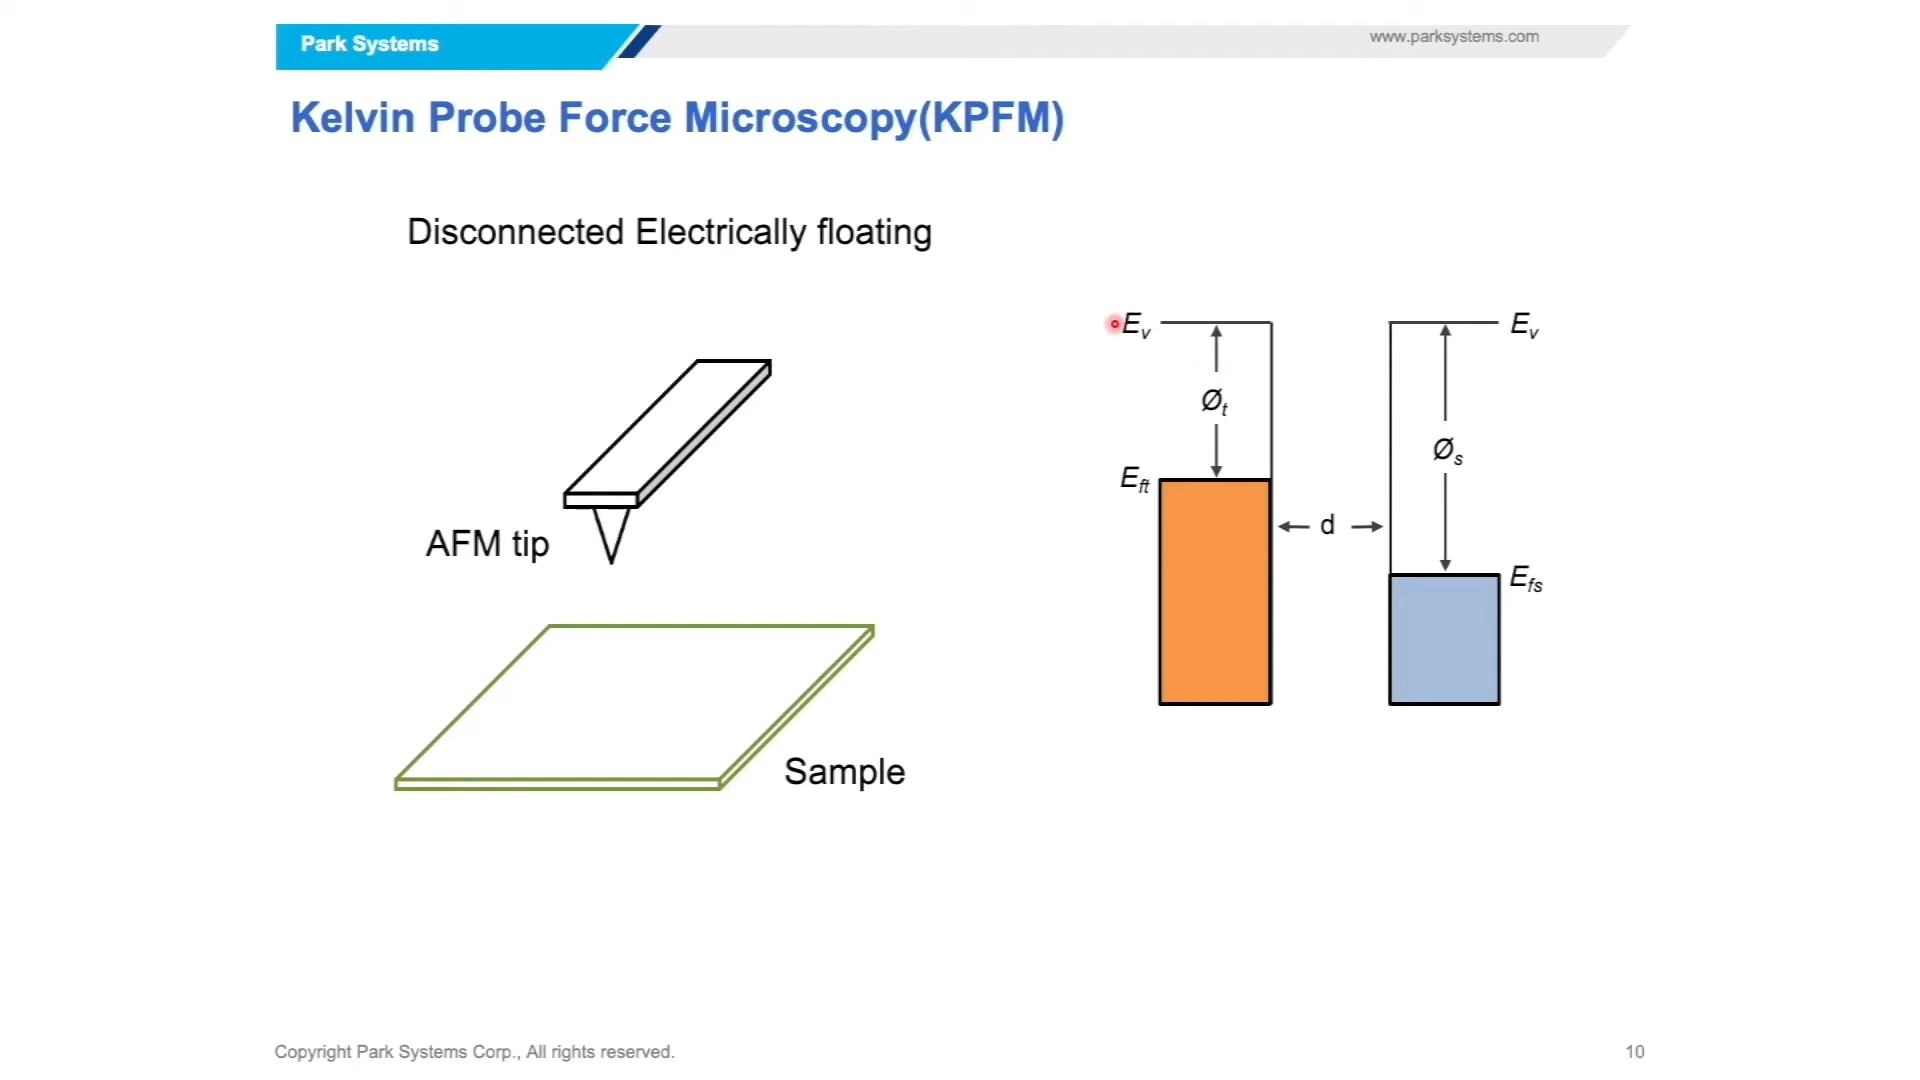 Park Systems
www.parksystems.com
Kelvin Probe Force Microscopy(KPFM)
Disconnected Electrically floating
AFM tip
Sample
Ev
Øt
Eft
d
Ev
Øs
Efs
Copyright Park Systems Corp., All rights reserved.
10